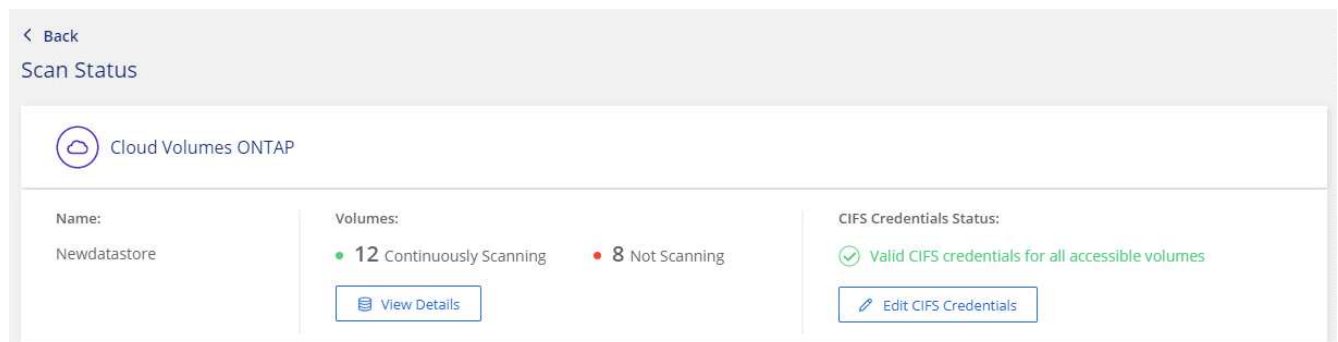 Back
Scan Status
Cloud Volumes ONTAP
Name:
Newdatastore
Volumes:
12 Continuously Scanning
8 Not Scanning
View Details
CIFS Credentials Status:
Valid CIFS credentials for all accessible volumes
Edit CIFS Credentials